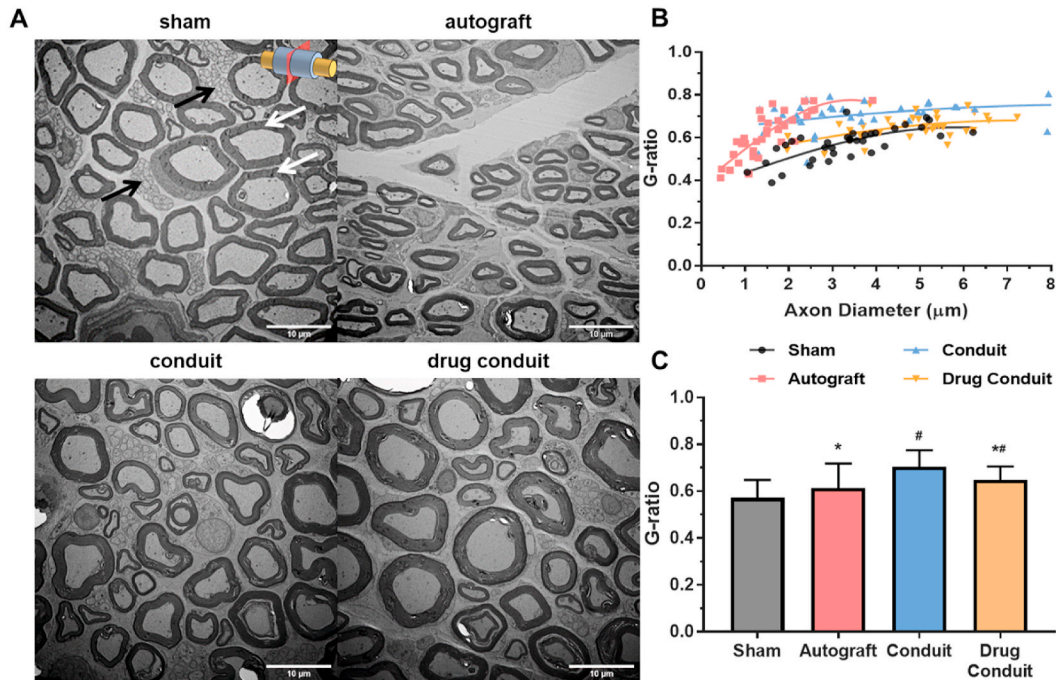 A
sham
autograft
10 µm
10 µm
conduit
drug conduit
10 µm
10 µm
B
G-ratio
1.0
0.8
0.6
0.4
0.2
0.0
0 1 2 3 4 5 6 7 8
Axon Diameter (μm)
Sham
Conduit
Autograft
Drug Conduit
C
G-ratio
1.0
0.8
0.6
0.4
0.2
0.0
*
#
*#
Sham
Autograft
Conduit
Drug
Conduit